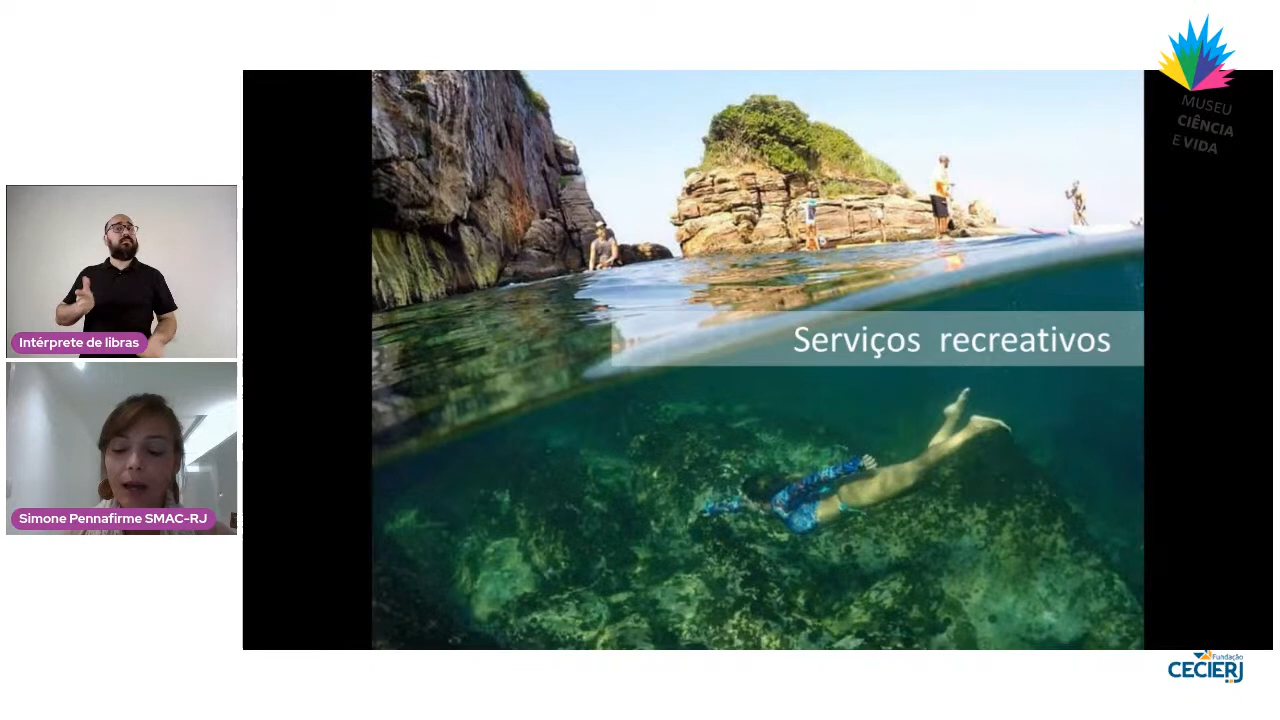 MUSEU
CIÊNCIA
E VIDA
Serviços recreativos
Intérprete de libras
Simone Pennafirme SMAC-RJ
Fundação
CECIERJ